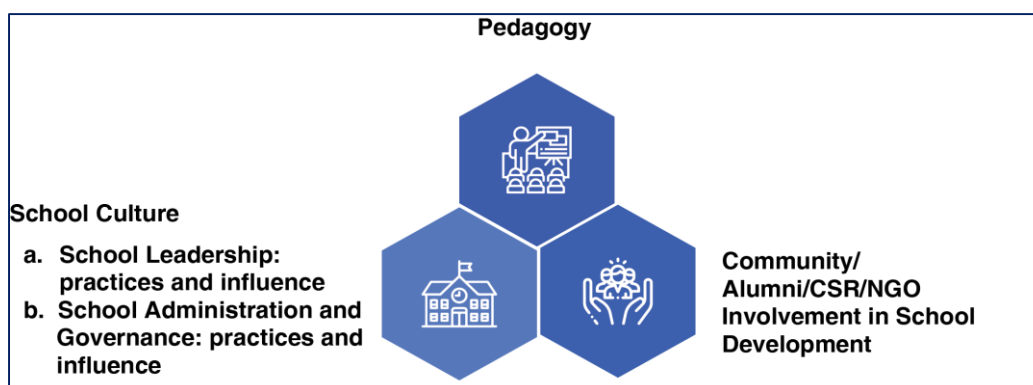 Pedagogy
School Culture
a. School Leadership:
practices and influence
b. School Administration and
Governance: practices and
influence
Community/
Alumni/CSR/NGO
Involvement in School
Development